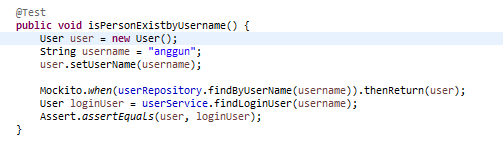 @Test
public void isPersonExistbyUsername() {
User user = new User();
String username = "anggun";
user.setUserName(username);
Mockito.when(userRepository.findByUserName(username)).thenReturn(user);
User loginUser = userService.findLoginUser(username);
Assert.assertEquals(user, loginUser);
}